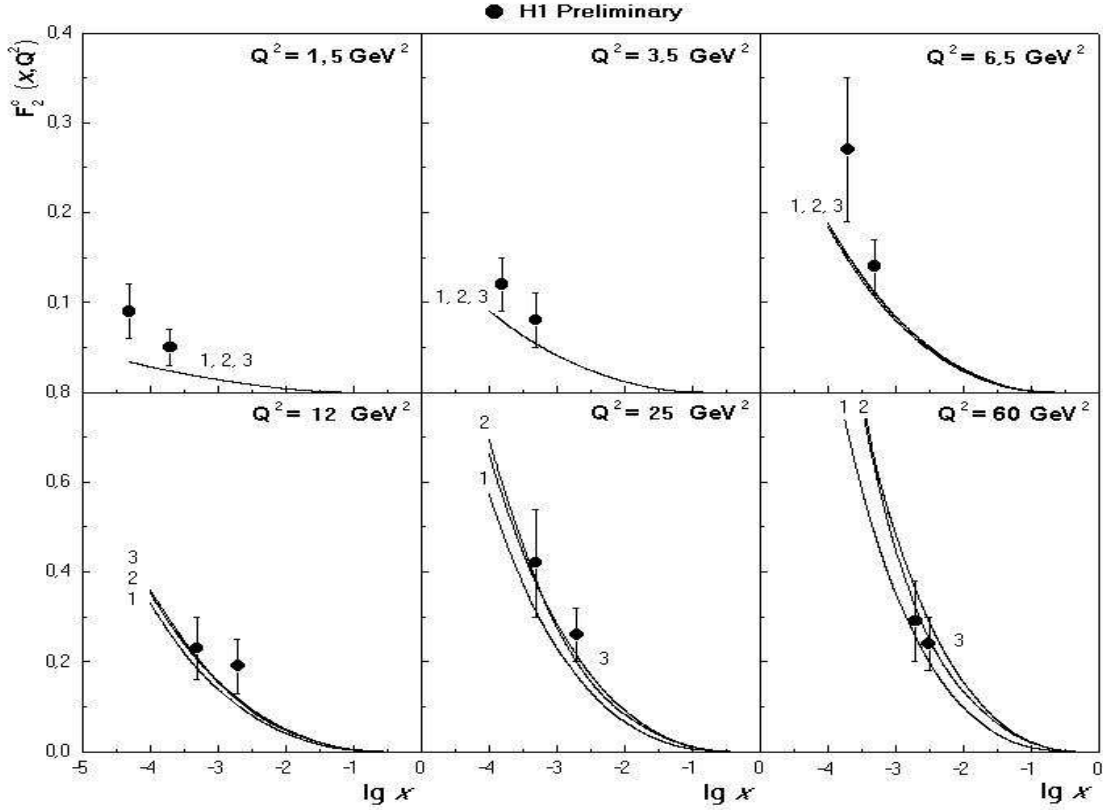 H1 Preliminary
F₂ᶜ (x,Q²)
0,4
0,3
0,2
0,1
0,8
Q² = 1,5 GeV²
1, 2, 3
Q² = 3,5 GeV²
1, 2, 3
Q² = 6,5 GeV²
1, 2, 3
0,6
0,4
0,2
0,0
Q² = 12 GeV²
3
2
1
Q² = 25 GeV²
2
1
3
Q² = 60 GeV²
1 2
3
-5 -4 -3 -2 -1 0 -4 -3 -2 -1 0 -4 -3 -2 -1 0
lg x lg x lg x